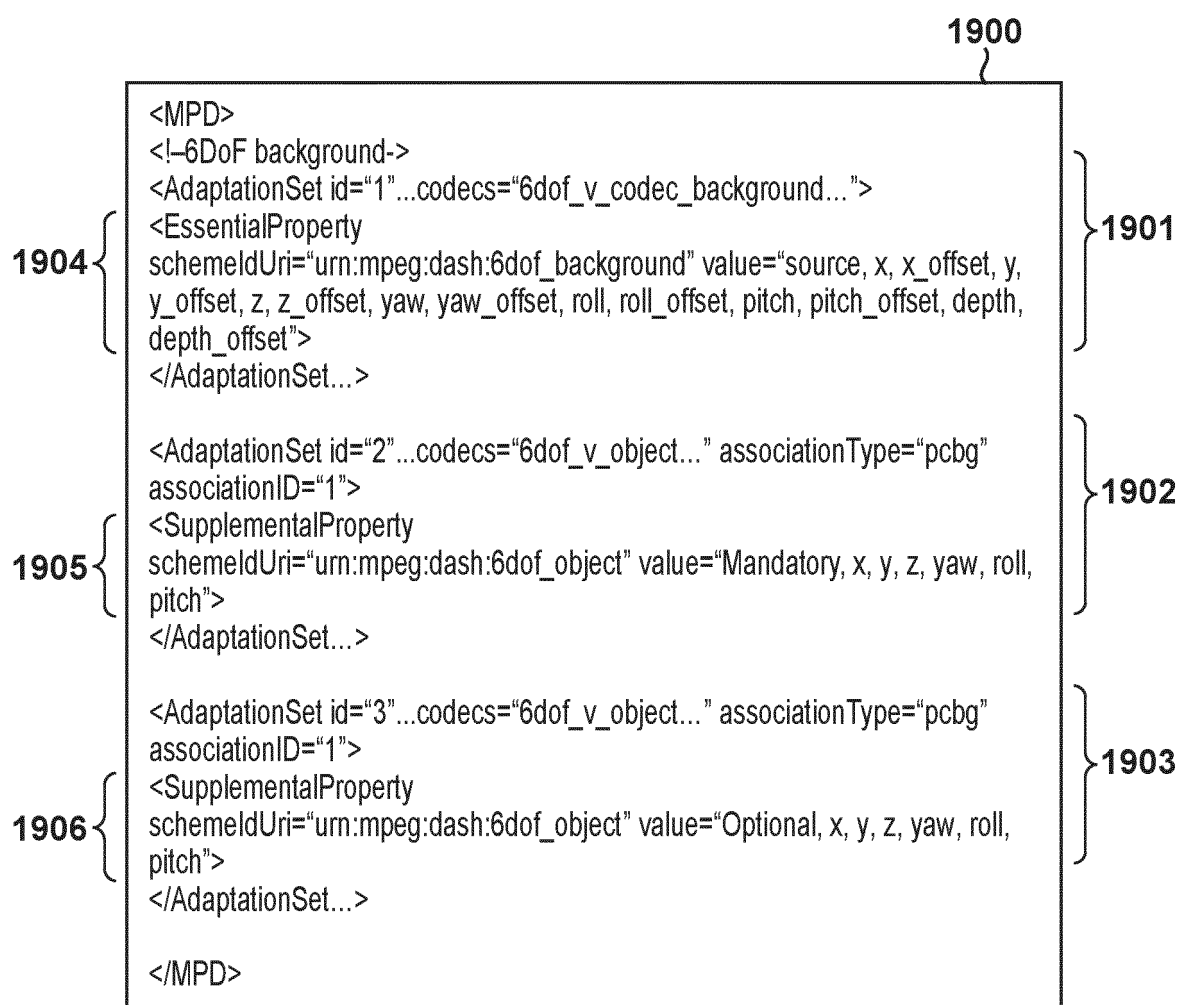 1900
<MPD>
<!–6DoF background->
<AdaptationSet id=“1”...codecs=“6dof_v_codec_background...”>
1901
<EssentialProperty
1904
schemeIdUri=“urn:mpeg:dash:6dof_background” value=“source, x, x_offset, y,
y_offset, z, z_offset, yaw, yaw_offset, roll, roll_offset, pitch, pitch_offset, depth,
depth_offset”>
</AdaptationSet...>
<AdaptationSet id=“2”...codecs=“6dof_v_object...” associationType=“pcbg”
associationID=“1”>
1902
<SupplementalProperty
1905
schemeIdUri=“urn:mpeg:dash:6dof_object” value=“Mandatory, x, y, z, yaw, roll,
pitch”>
</AdaptationSet...>
<AdaptationSet id=“3”...codecs=“6dof_v_object...” associationType=“pcbg”
associationID=“1”>
1903
<SupplementalProperty
1906
schemeIdUri=“urn:mpeg:dash:6dof_object” value=“Optional, x, y, z, yaw, roll,
pitch”>
</AdaptationSet...>
</MPD>